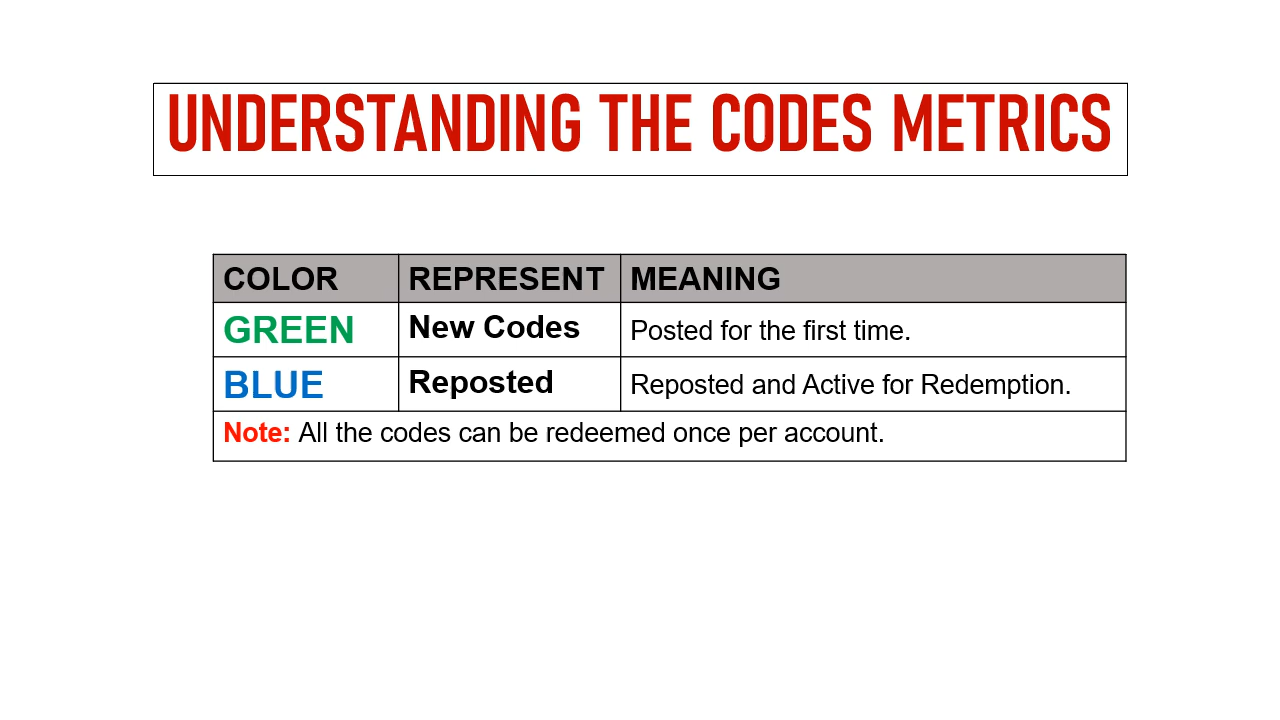 UNDERSTANDING THE CODES METRICS
COLOR REPRESENT MEANING
GREEN New Codes Posted for the first time.
BLUE Reposted Reposted and Active for Redemption.
Note: All the codes can be redeemed once per account.